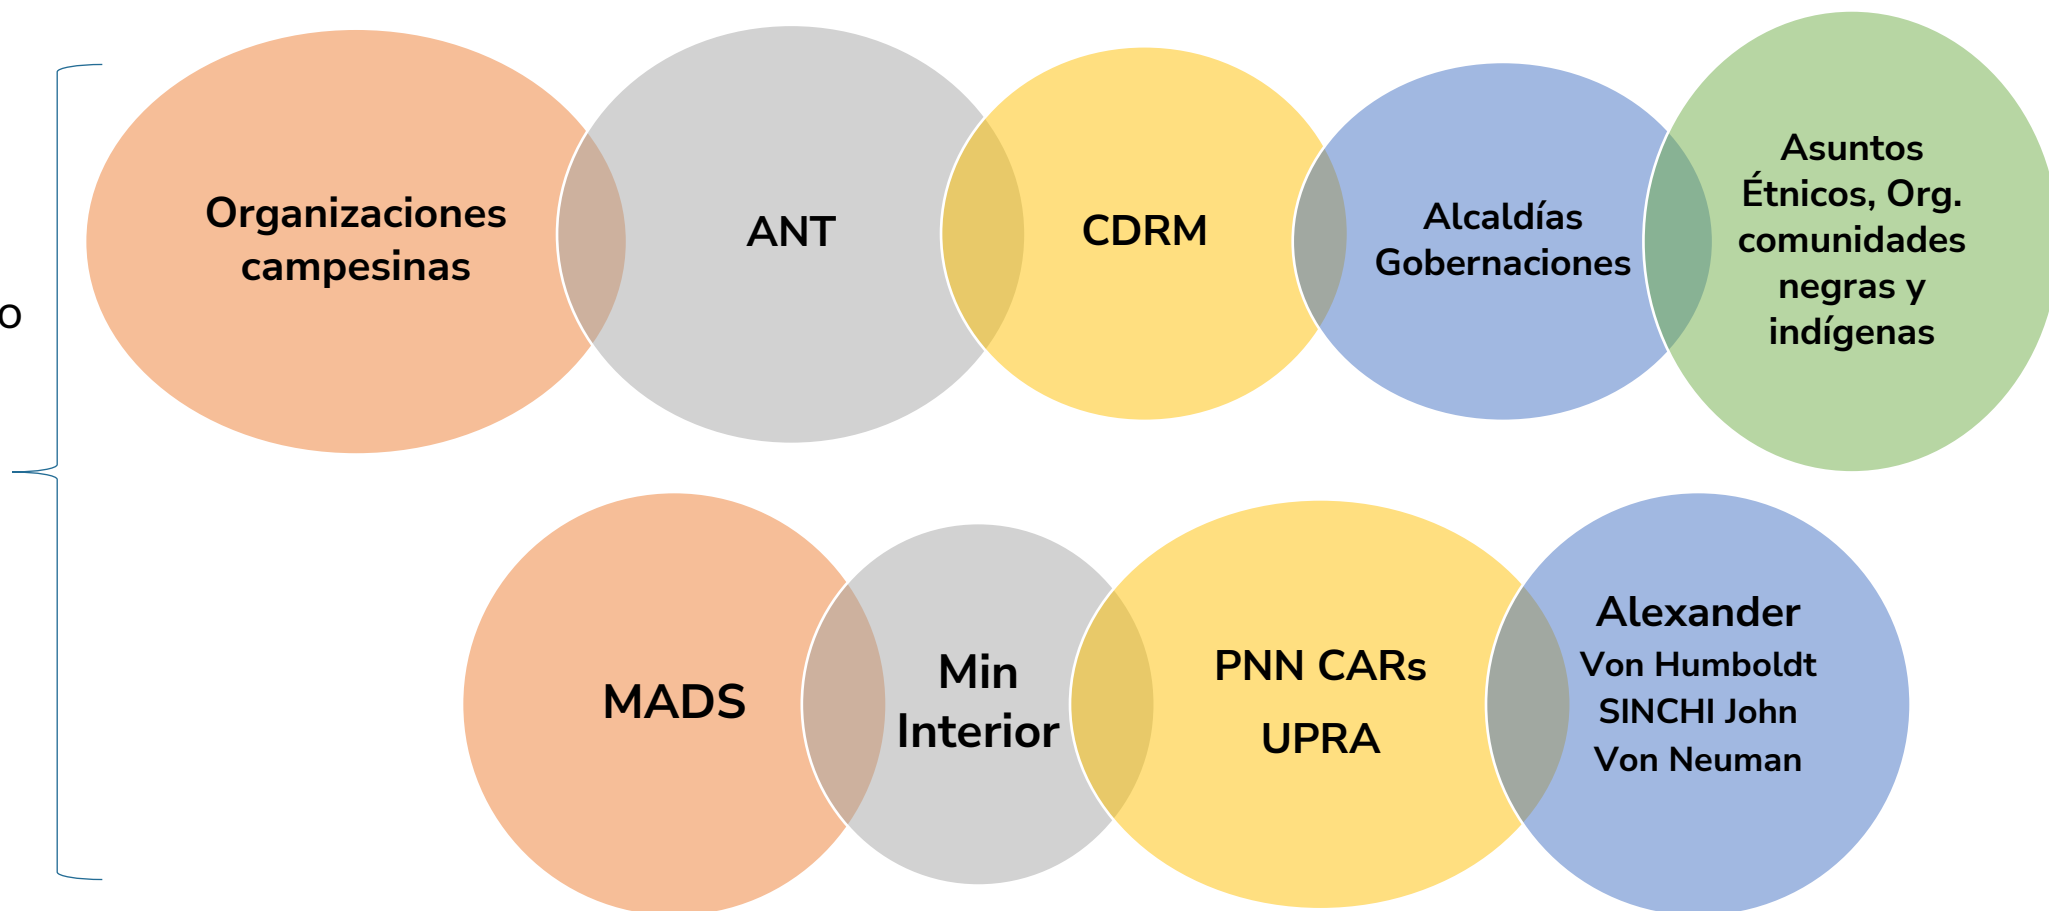 Organizaciones
campesinas
ANT
CDRM
Alcaldías
Gobernaciones
Asuntos
Étnicos, Org.
comunidades
negras y
indígenas
o
MADS
Min
Interior
PNN CARs
UPRA
Alexander
Von Humboldt
SINCHI John
Von Neuman